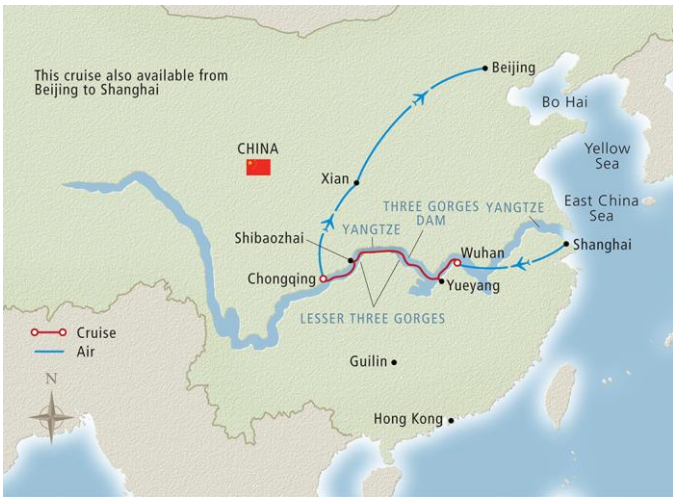 This cruise also available from
Beijing to Shanghai
Beijing
Bo Hai
CHINA
Yellow
Sea
Xian
THREE GORGES
DAM
YANGTZE
East China
Sea
YANGTZE
Shibaozhai
Wuhan
Shanghai
Chongqing
Yueyang
LESSER THREE GORGES
Cruise
Air
Guilin
N
Hong Kong